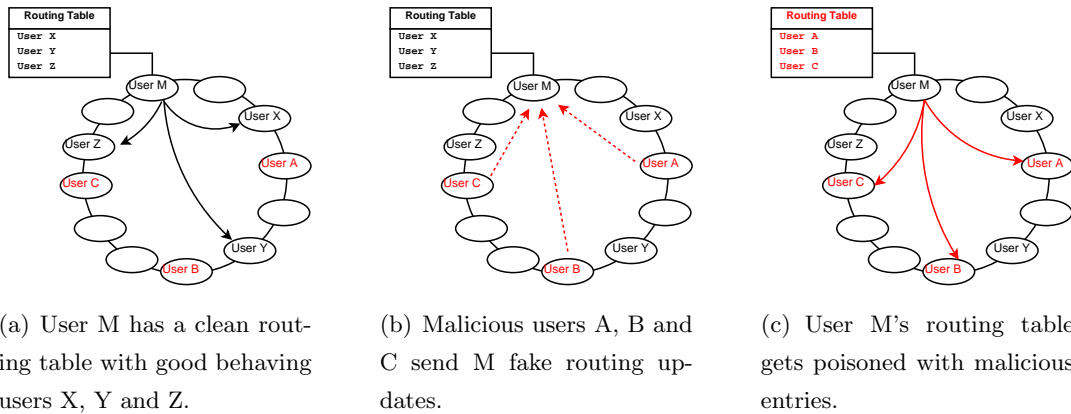 Routing Table
User X
User Y
User Z
User M
User X
User Z
User A
User C
User Y
User B
(a) User M has a clean rout-
ing table with good behaving
users X, Y and Z.
Routing Table
User X
User Y
User Z
User M
User X
User Z
User A
User C
User Y
User B
(b) Malicious users A, B and
C send M fake routing up-
dates.
Routing Table
User A
User B
User C
User M
User X
User Z
User A
User C
User Y
User B
(c) User M's routing table
gets poisoned with malicious
entries.